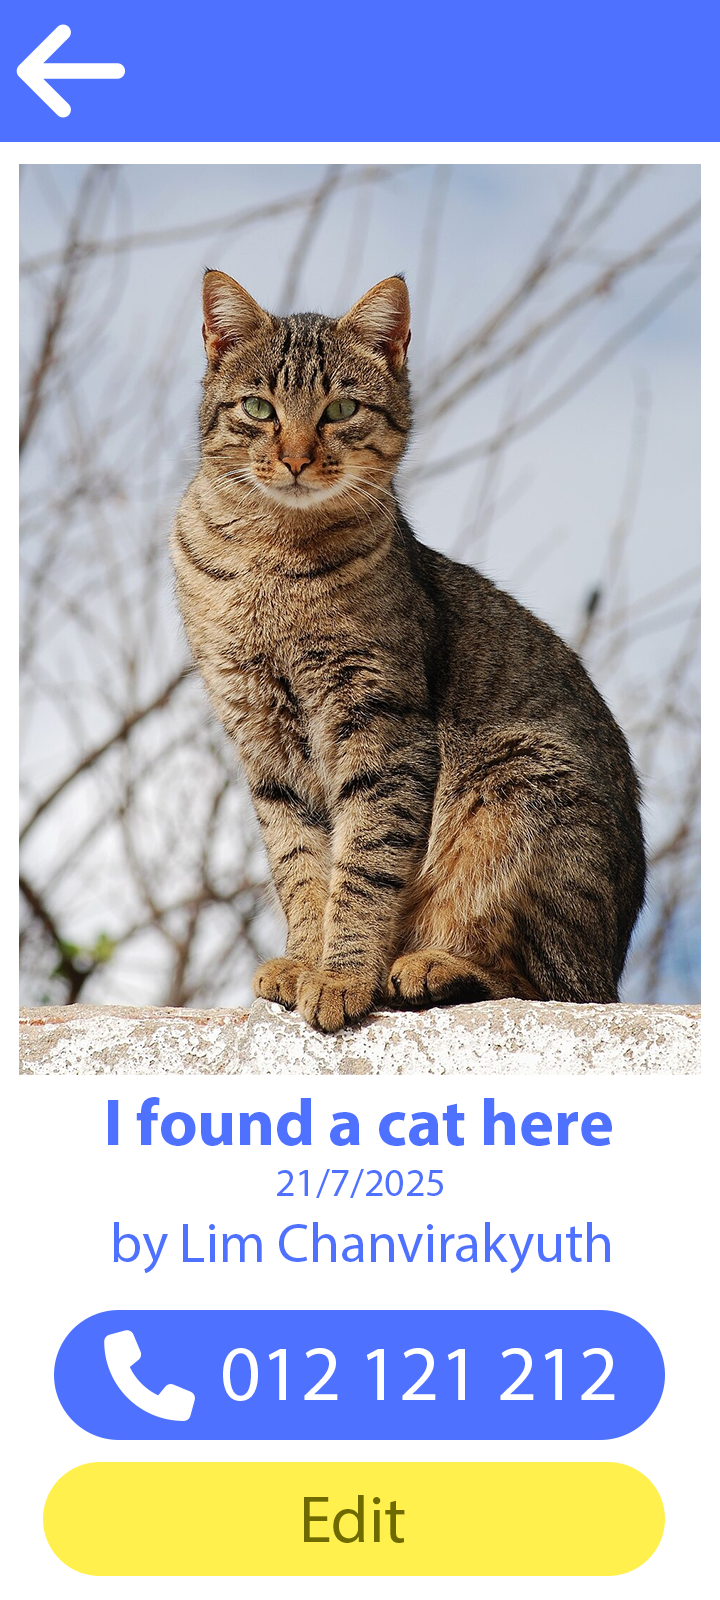 I found a cat here
21/7/2025
by Lim Chanvirakyuth
012 121 212
Edit